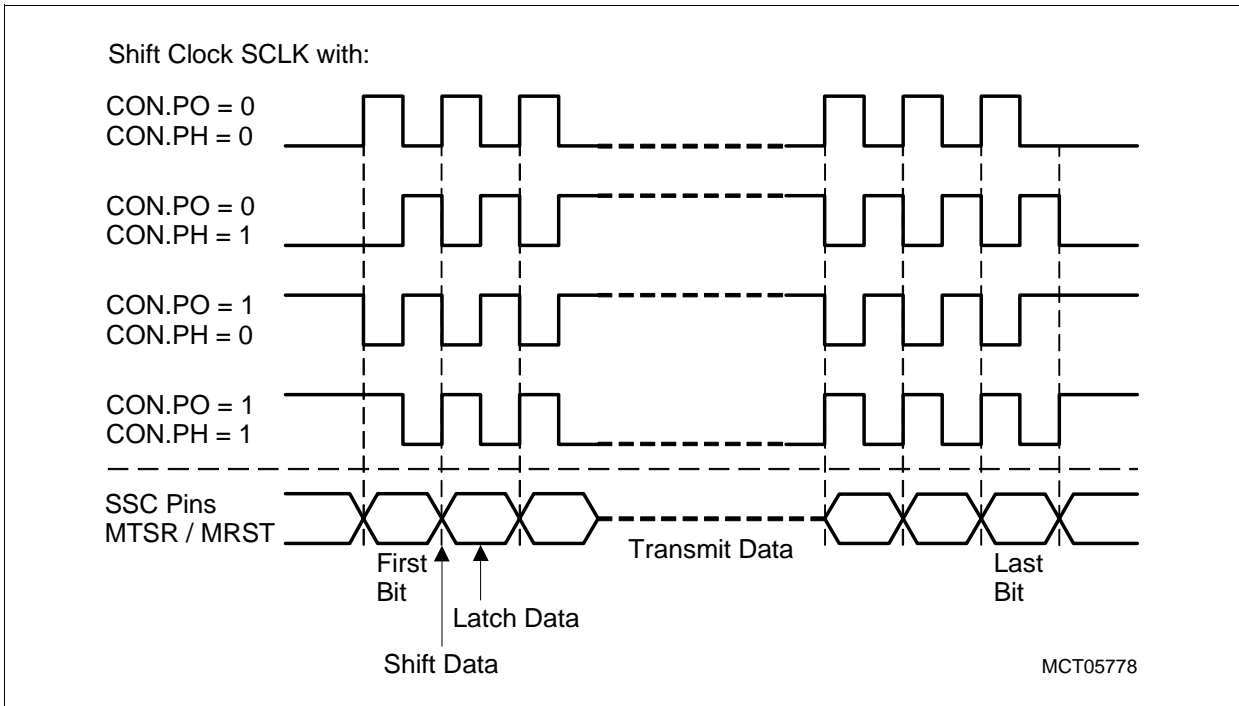 Shift Clock SCLK with:
CON.PO = 0
CON.PH = 0
CON.PO = 0
CON.PH = 1
CON.PO = 1
CON.PH = 0
CON.PO = 1
CON.PH = 1
SSC Pins
MTSR / MRST
First
Bit
Transmit Data
Last
Bit
Latch Data
Shift Data
MCT05778